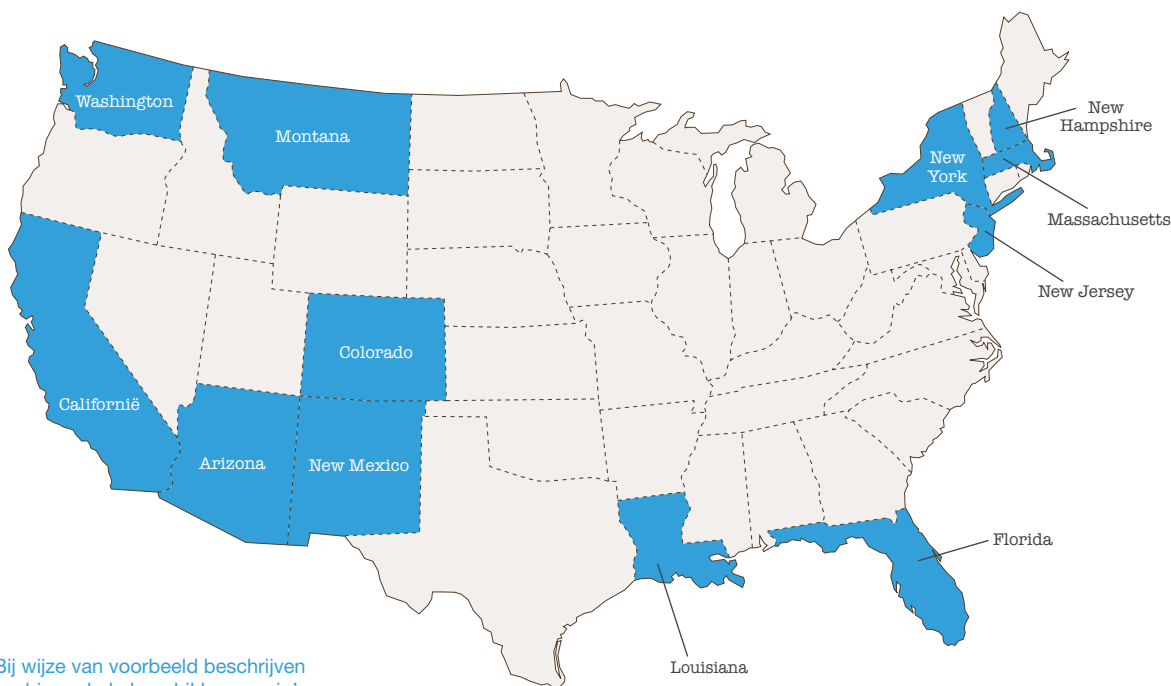 Washington
Montana
New
Hampshire
New
York
Massachusetts
New Jersey
Colorado
Californië
Arizona
New Mexico
Florida
Louisiana
Bij wijze van voorbeeld beschrijven